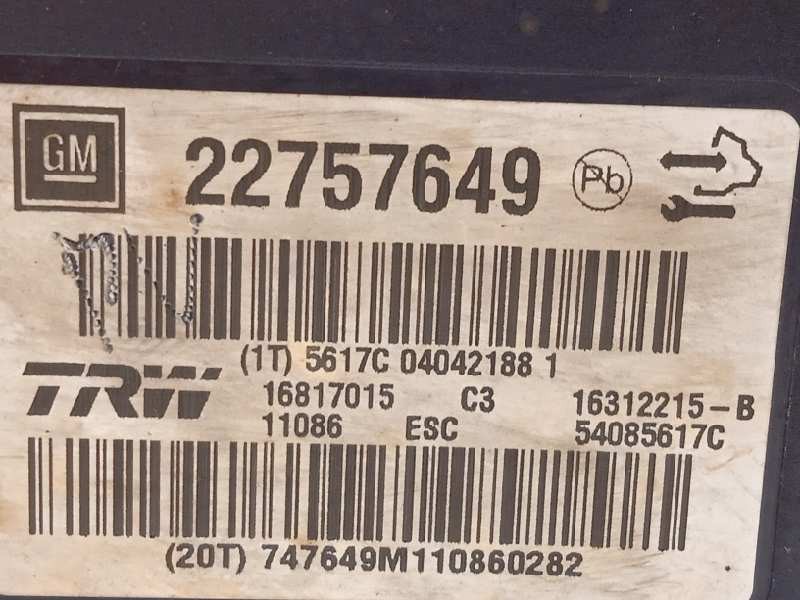 GM 22757649 Pb
(1T) 5617C 04042188 1
TRW 16817015 C3 16312215-B
11086 ESC 54085617C
(20T) 747649M110860282